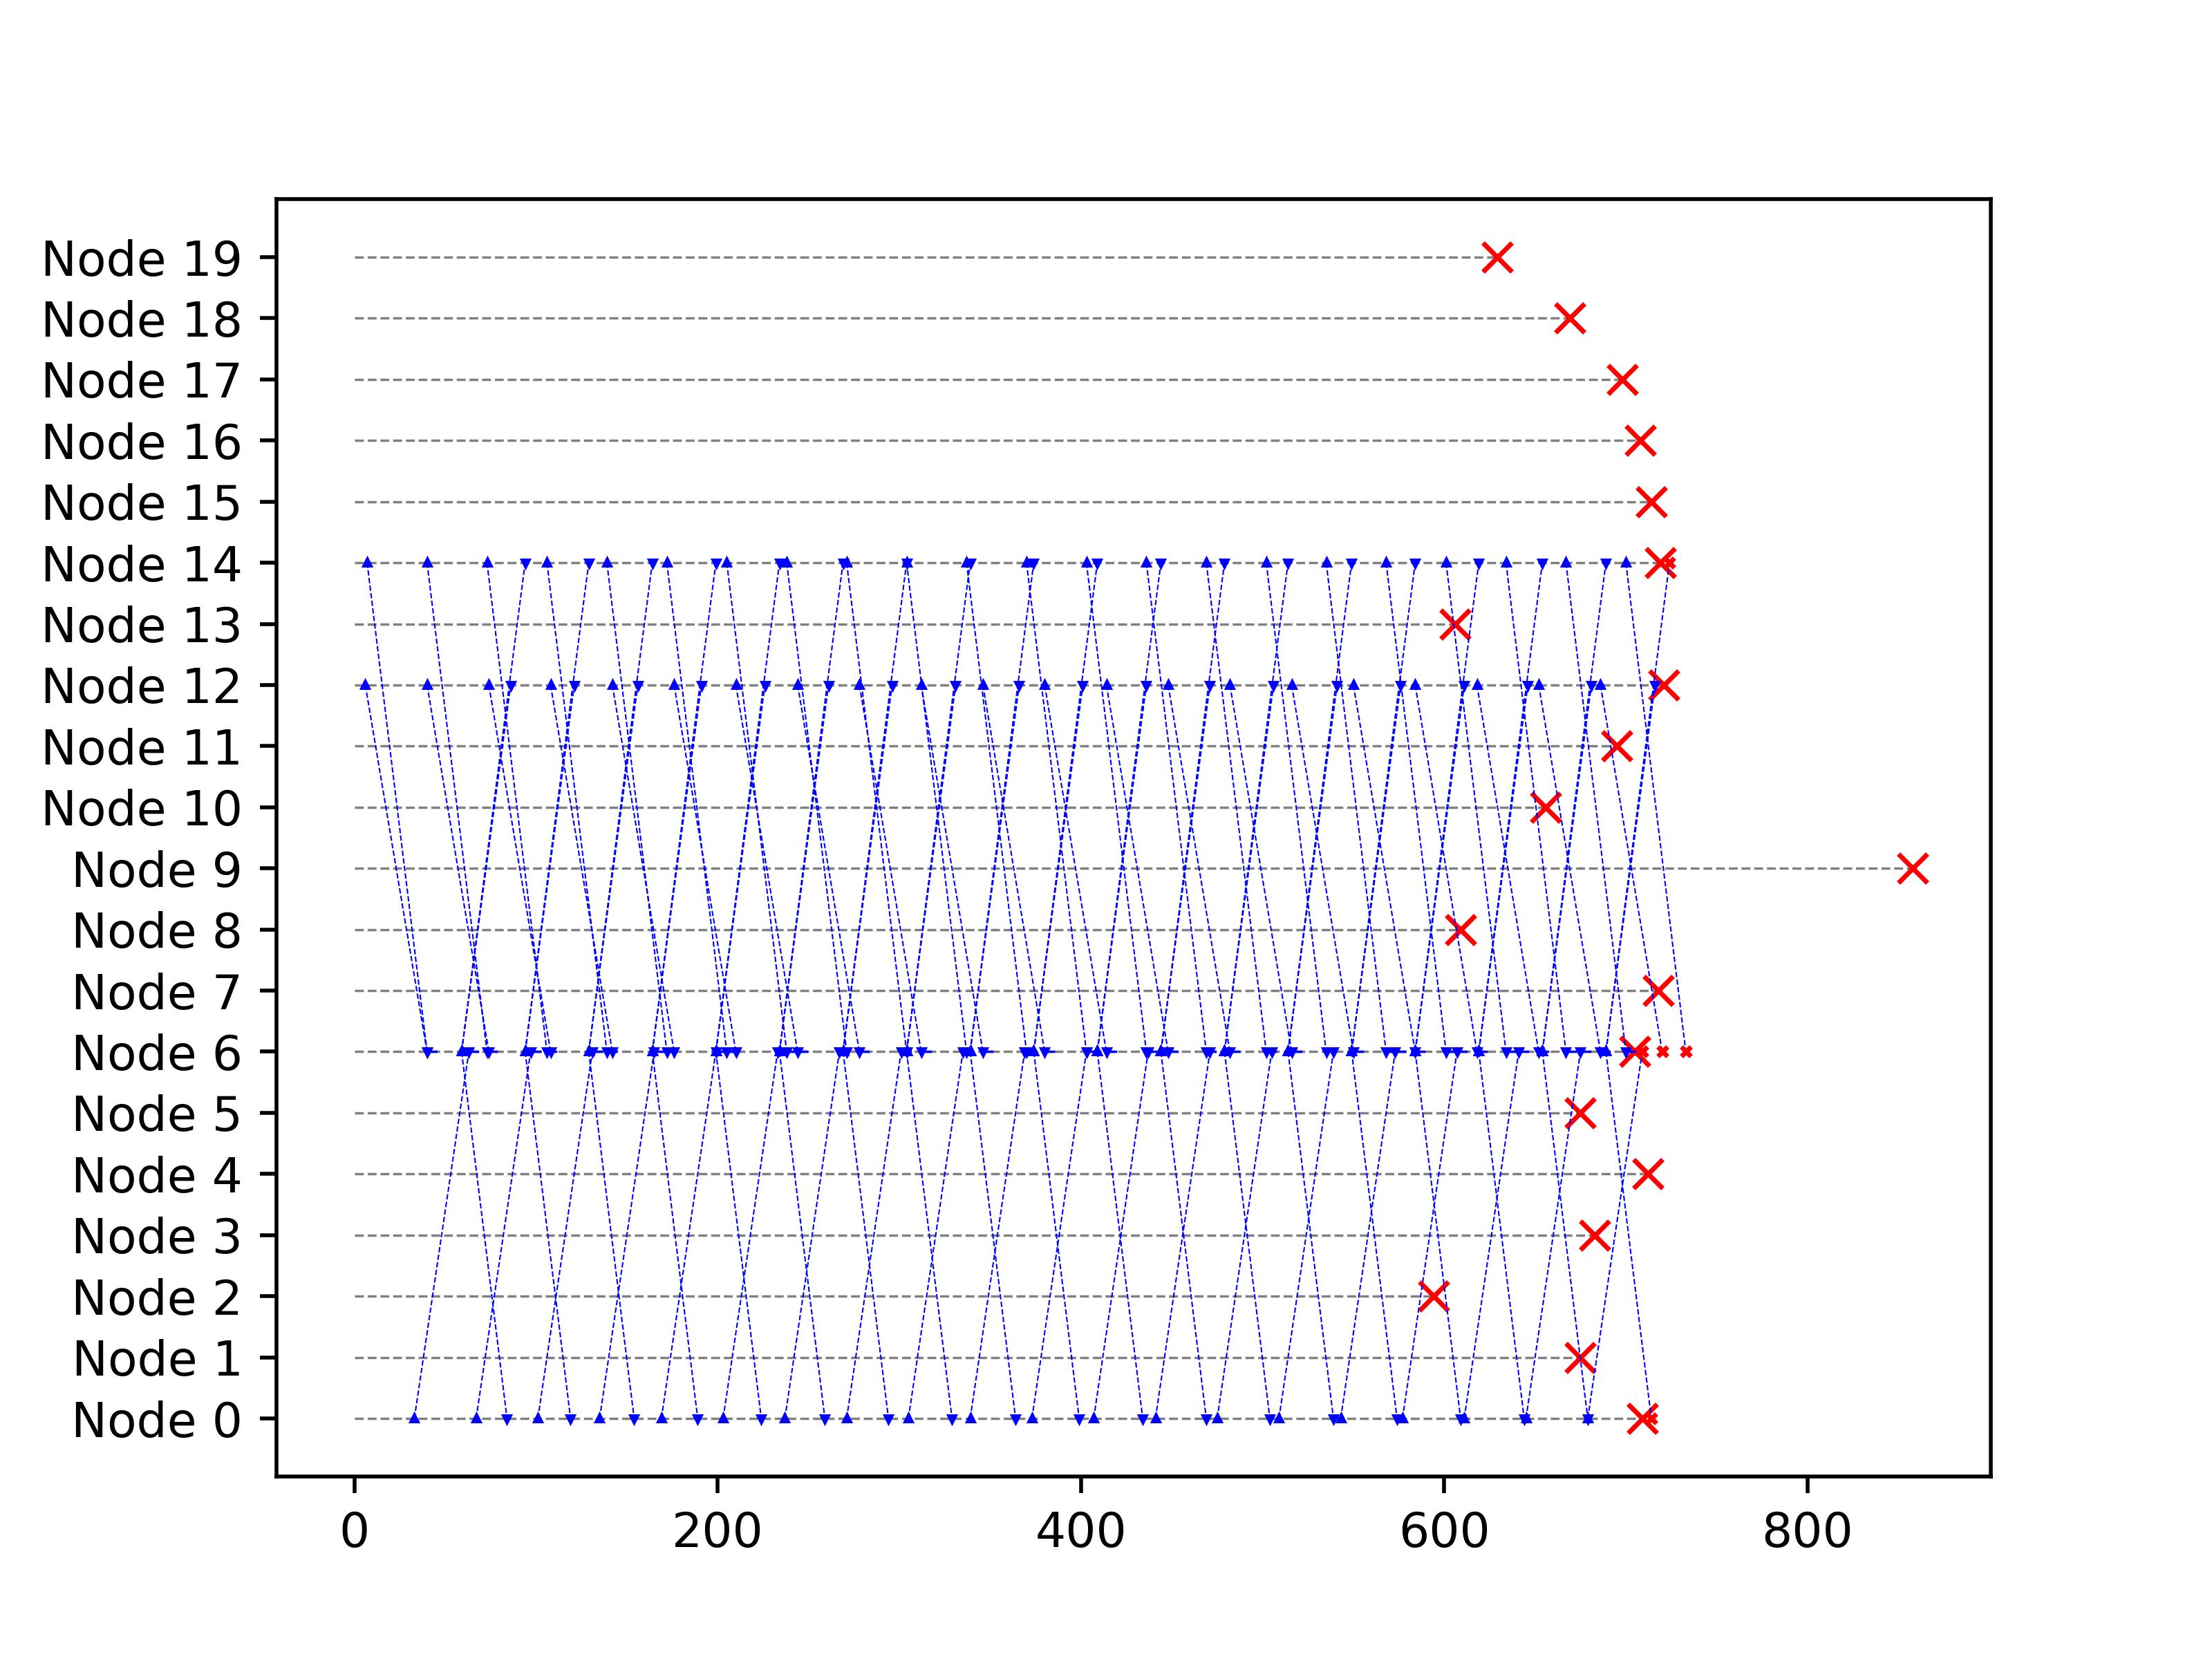 Node 19
Node 18
Node 17
Node 16
Node 15
Node 14
Node 13
Node 12
Node 11
Node 10
Node 9
Node 8
Node 7
Node 6
Node 5
Node 4
Node 3
Node 2
Node 1
Node 0
0 200 400 600 800